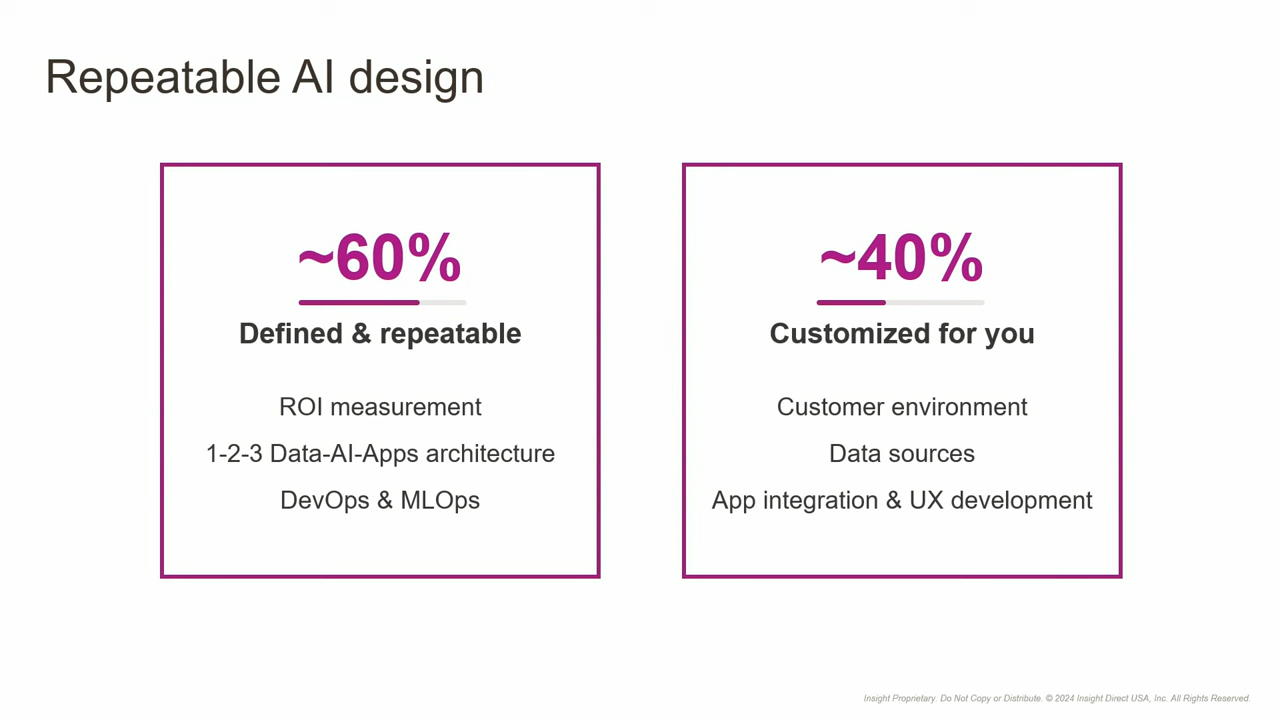 Repeatable AI design
~60%
Defined & repeatable
ROI measurement
1-2-3 Data-AI-Apps architecture
DevOps & MLOps
~40%
Customized for you
Customer environment
Data sources
App integration & UX development
Insight Proprietary. Do Not Copy or Distribute. © 2024 Insight Direct USA, Inc. All Rights Reserved.